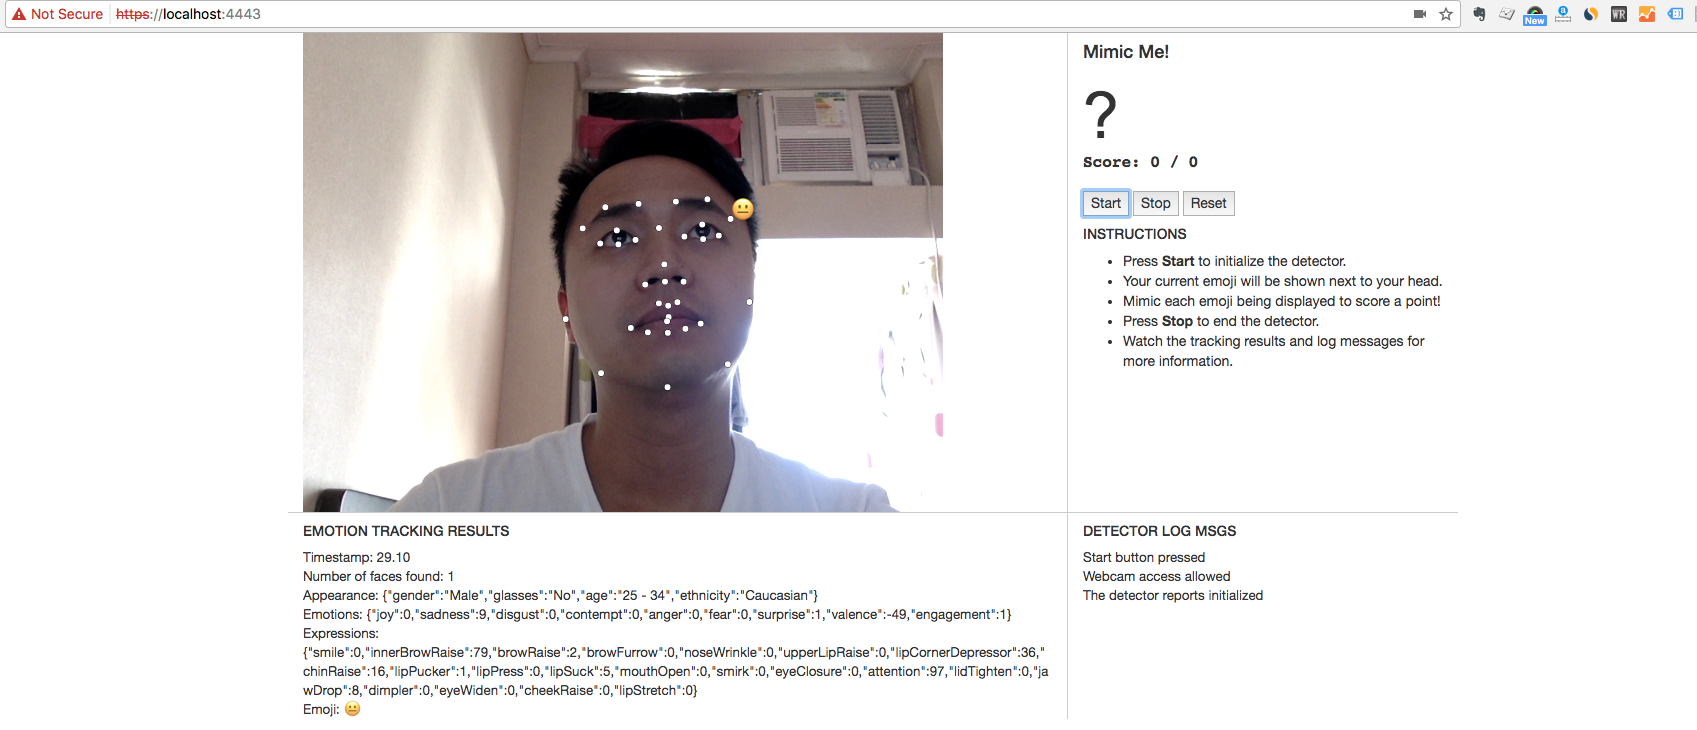 Not Secure https://localhost:4443
New
a
WR
Mimic Me!
?
Score: 0 / 0
Start Stop Reset
INSTRUCTIONS
• Press Start to initialize the detector.
• Your current emoji will be shown next to your head.
• Mimic each emoji being displayed to score a point!
• Press Stop to end the detector.
• Watch the tracking results and log messages for
more information.
EMOTION TRACKING RESULTS
Timestamp: 29.10
Number of faces found: 1
Appearance: {"gender":"Male","glasses":"No","age":"25 - 34","ethnicity":"Caucasian"}
Emotions: {"joy":0,"sadness":9,"disgust":0,"contempt":0,"anger":0,"fear":0,"surprise":1,"valence":-49,"engagement":1}
Expressions:
{"smile":0,"innerBrowRaise":79,"browRaise":2,"browFurrow":0,"noseWrinkle":0,"upperLipRaise":0,"lipCornerDepressor":36,"
chinRaise":16,"lipPucker":1,"lipPress":0,"lipSuck":5,"mouthOpen":0,"smirk":0,"eyeClosure":0,"attention":97,"lidTighten":0,"ja
wDrop":8,"dimpler":0,"eyeWiden":0,"cheekRaise":0,"lipStretch":0}
Emoji: 😐
DETECTOR LOG MSGS
Start button pressed
Webcam access allowed
The detector reports initialized